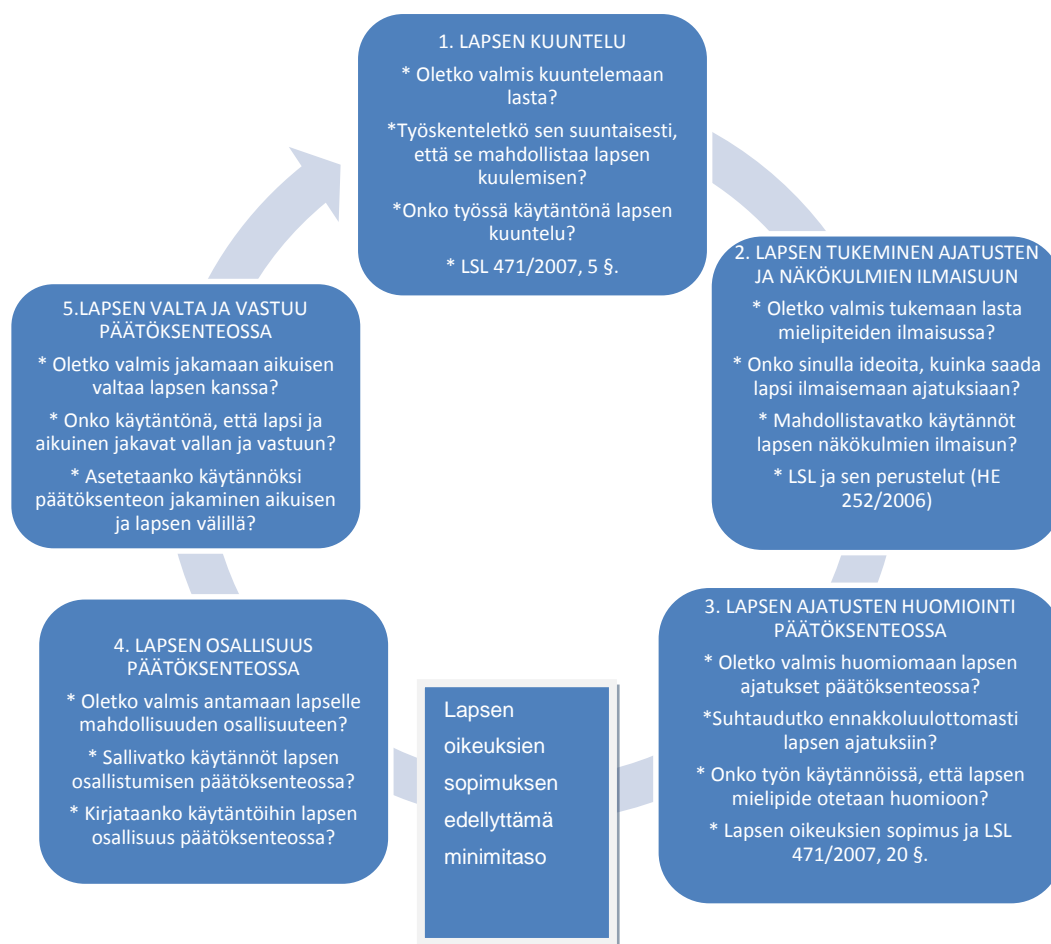 1. LAPSEN KUUNTELU
* Oletko valmis kuuntelemaan
lasta?
*Työskenteletkö sen suuntaisesti,
että se mahdollistaa lapsen
kuulemisen?
*Onko työssä käytäntönä lapsen
kuuntelu?
* LSL 471/2007, 5 §.
2. LAPSEN TUKEMINEN AJATUSTEN
JA NÄKÖKULMIEN ILMAISUUN
* Oletko valmis tukemaan lasta
mielipiteiden ilmaisussa?
* Onko sinulla ideoita, kuinka saada
lapsi ilmaisemaan ajatuksiaan?
* Mahdollistavatko käytännöt
lapsen näkökulmien ilmaisun?
* LSL ja sen perustelut (HE
252/2006)
3. LAPSEN AJATUSTEN HUOMIOINTI
PÄÄTÖKSENTEOSSA
* Oletko valmis huomiomaan lapsen
ajatukset päätöksenteossa?
*Suhtaudutko ennakkoluulottomasti
lapsen ajatuksiin?
* Onko työn käytännöissä, että lapsen
mielipide otetaan huomioon?
* Lapsen oikeuksien sopimus ja LSL
471/2007, 20 §.
Lapsen
oikeuksien
sopimuksen
edellyttämä
minimitaso
4. LAPSEN OSALLISUUS
PÄÄTÖKSENTEOSSA
* Oletko valmis antamaan lapselle
mahdollisuuden osallisuuteen?
* Sallivatko käytännöt lapsen
osallistumisen päätöksenteossa?
* Kirjataanko käytäntöihin lapsen
osallisuus päätöksenteossa?
5.LAPSEN VALTA JA VASTUU
PÄÄTÖKSENTEOSSA
* Oletko valmis jakamaan aikuisen
valtaa lapsen kanssa?
* Onko käytäntönä, että lapsi ja
aikuinen jakavat vallan ja vastuun?
* Asetetaanko käytännöksi
päätöksenteon jakaminen aikuisen
ja lapsen välillä?